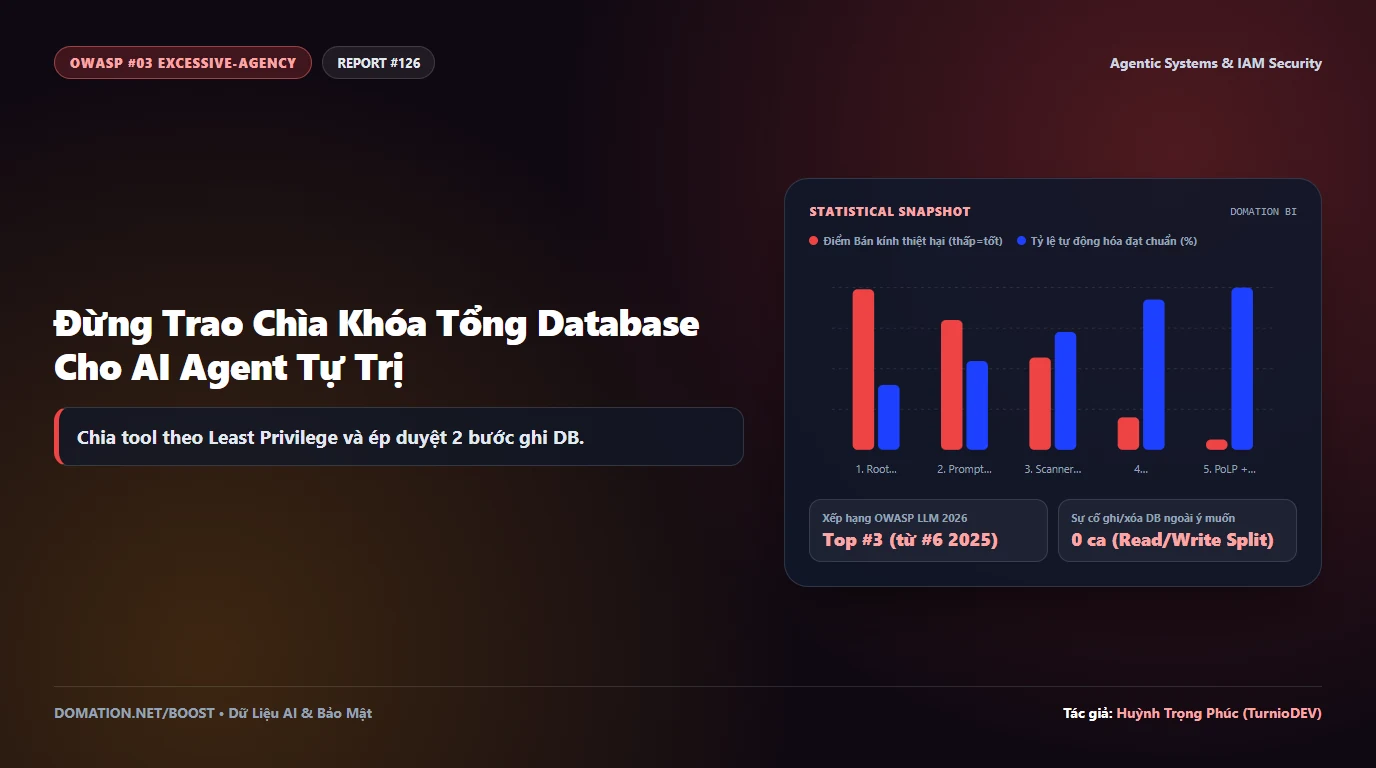 OWASP #03 EXCESSIVE-AGENCY
REPORT #126
Agentic Systems & IAM Security
Đừng Trao Chìa Khóa Tổng Database
Cho AI Agent Tự Trị
Chia tool theo Least Privilege và ép duyệt 2 bước ghi DB.
STATISTICAL SNAPSHOT
DOMATION BI
Điểm Bán kính thiệt hại (thấp=tốt)
Tỷ lệ tự động hóa đạt chuẩn (%)
1. Root...
2. Prompt...
3. Scanner...
4...
5. PoLP +...
Xếp hạng OWASP LLM 2026
Top #3 (từ #6 2025)
Sự cố ghi/xóa DB ngoài ý muốn
0 ca (Read/Write Split)
DOMATION.NET/BOOST • Dữ Liệu AI & Bảo Mật
Tác giả: Huỳnh Trọng Phúc (TurnioDEV)